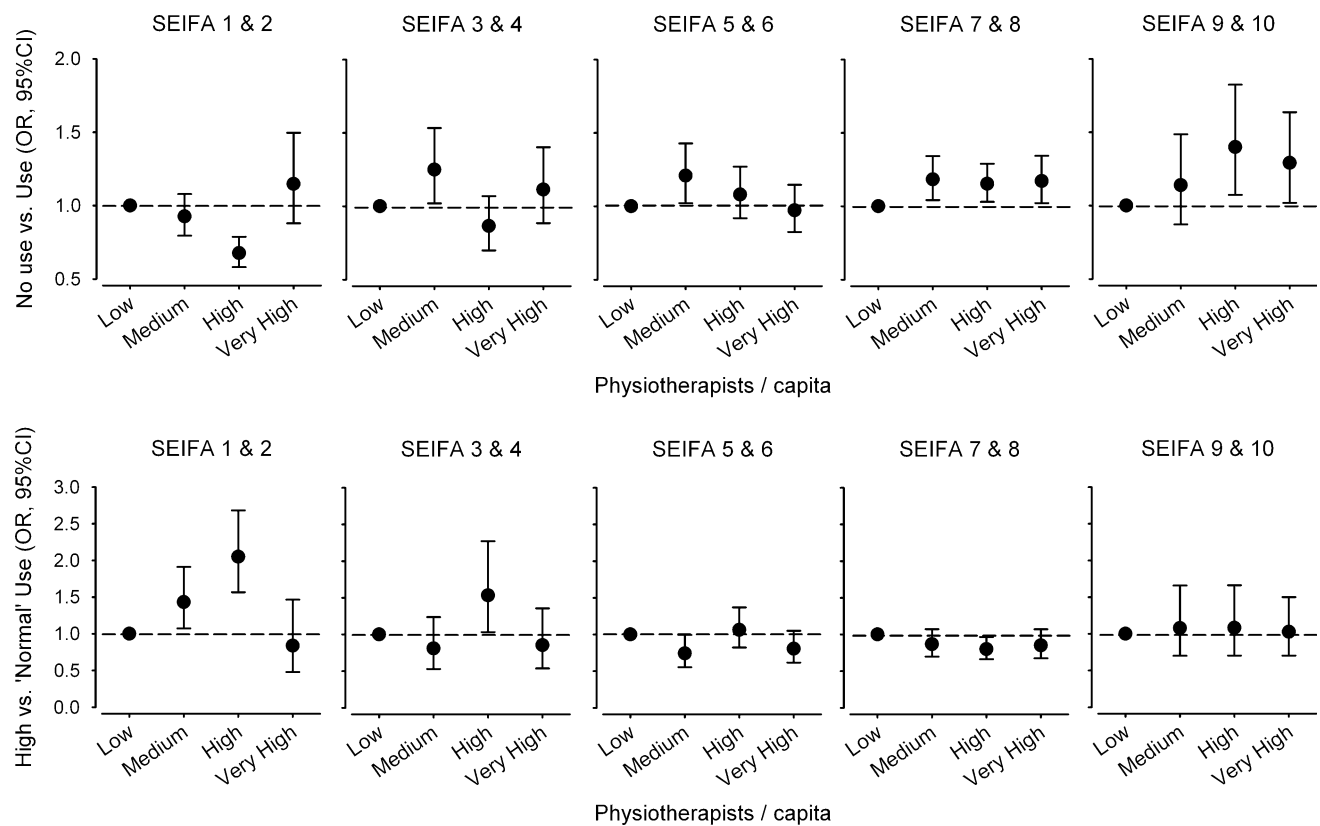 SEIFA 1 & 2 SEIFA 3 & 4 SEIFA 5 & 6 SEIFA 7 & 8 SEIFA 9 & 10
No use vs. Use (OR, 95%CI)
2.0
1.5
1.0
0.5
Low Medium High Very High Low Medium High Very High Low Medium High Very High Low Medium High Very High Low Medium High Very High
Physiotherapists / capita
SEIFA 1 & 2 SEIFA 3 & 4 SEIFA 5 & 6 SEIFA 7 & 8 SEIFA 9 & 10
High vs. 'Normal' Use (OR, 95%CI)
3.0
2.5
2.0
1.5
1.0
0.5
0.0
Low Medium High Very High Low Medium High Very High Low Medium High Very High Low Medium High Very High Low Medium High Very High
Physiotherapists / capita